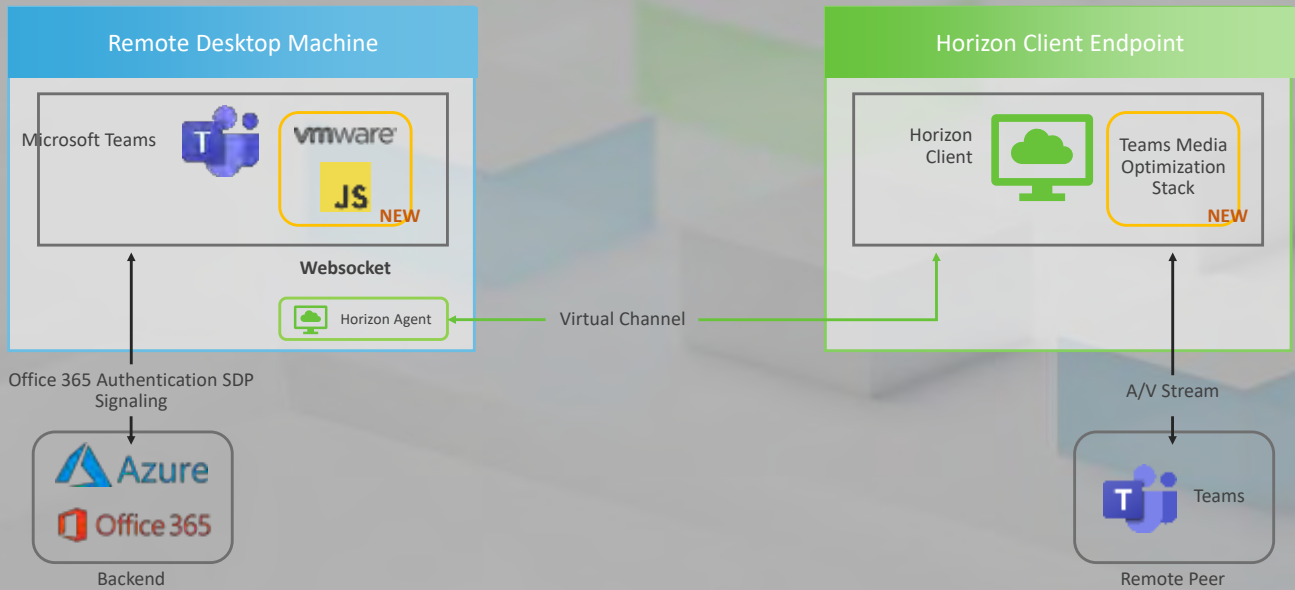 Remote Desktop Machine
Microsoft Teams
T
vmware
JS
NEW
Websocket
Horizon Agent
Office 365 Authentication SDP
Signaling
Azure
Office 365
Backend
Virtual Channel
Horizon Client Endpoint
Horizon
Client
Teams Media
Optimization
Stack
NEW
A/V Stream
T
Teams
Remote Peer